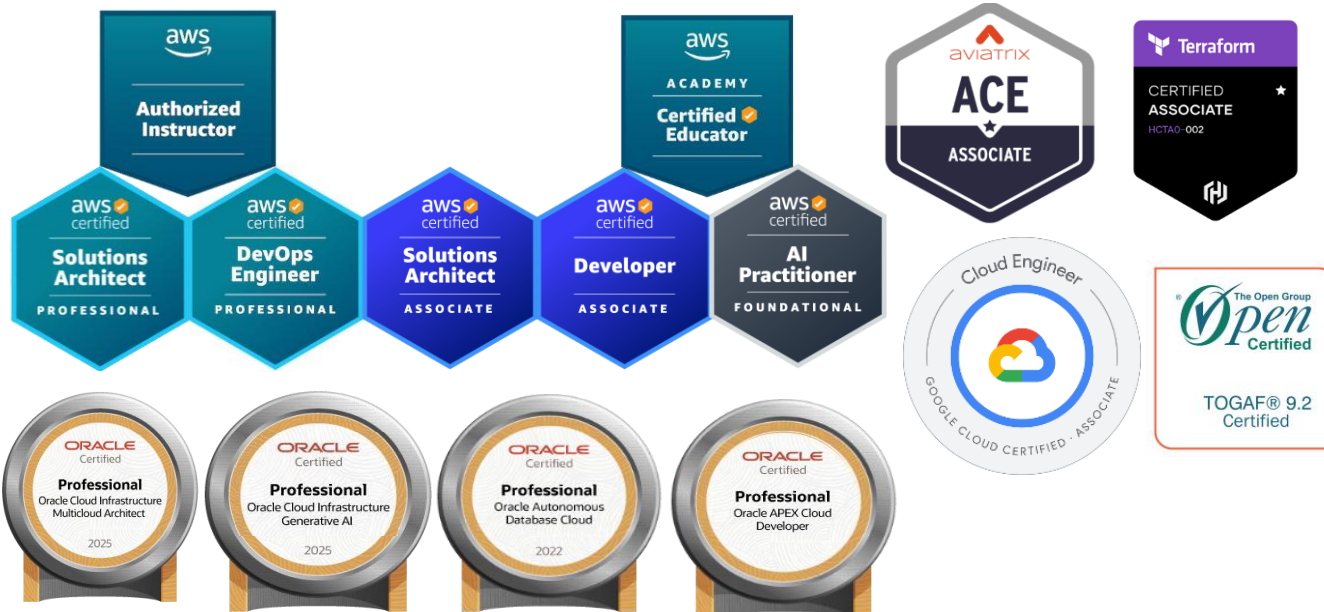 aws
Authorized
Instructor
aws
ACADEMY
Certified
Educator
aws
certified
Solutions
Architect
PROFESSIONAL
aws
certified
DevOps
Engineer
PROFESSIONAL
aws
certified
Solutions
Architect
ASSOCIATE
aws
certified
Developer
ASSOCIATE
aws
certified
AI
Practitioner
FOUNDATIONAL
AVIATRIX
ACE
ASSOCIATE
Terraform
CERTIFIED
ASSOCIATE
HCTA0-002
Cloud Engineer
GOOGLE CLOUD CERTIFIED · ASSOCIATE
The Open Group
Open
®
Certified
TOGAF® 9.2
Certified
ORACLE
Certified
Professional
Oracle Cloud Infrastructure
Multicloud Architect
2025
ORACLE
Certified
Professional
Oracle Cloud Infrastructure
Generative AI
2025
ORACLE
Certified
Professional
Oracle Autonomous
Database Cloud
2022
ORACLE
Certified
Professional
Oracle APEX Cloud
Developer